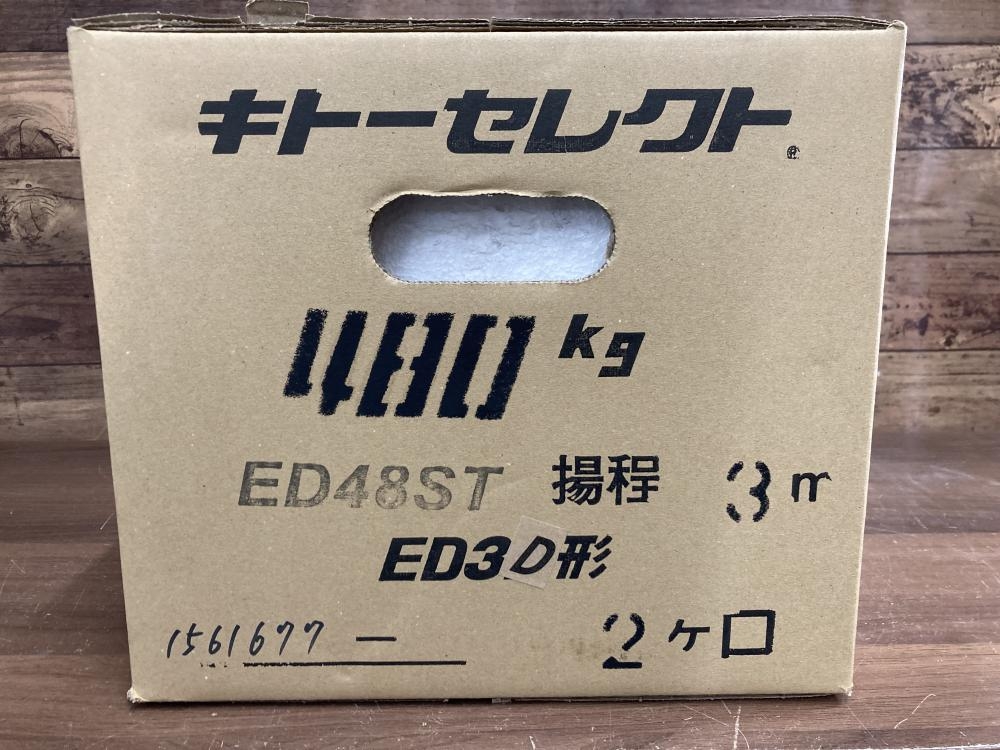 キトーセレクト®
480 kg
ED48ST 揚程 3m
ED3D形
1561677 — 2ケ口